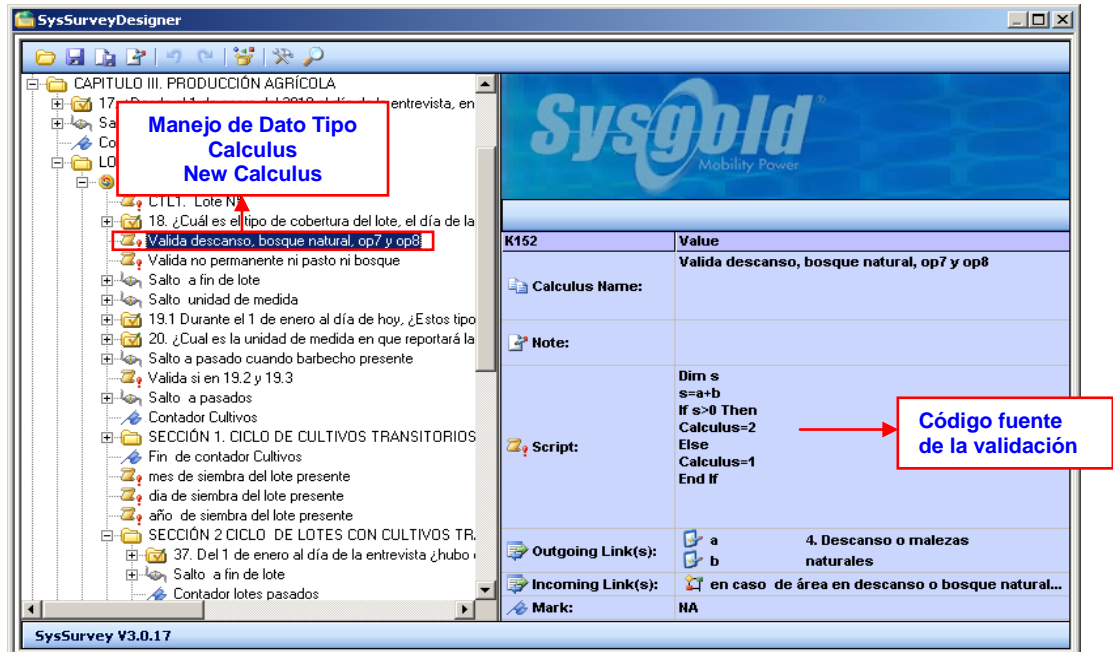 SysSurveyDesigner
CAPITULO III. PRODUCCIÓN AGRÍCOLA
17. entrevista, en
Sa
Co
LO
Manejo de Dato Tipo
Calculus
New Calculus
CTL1. Lote N
18. ¿Cuál es el tipo de cobertura del lote, el día de la
Valida descanso, bosque natural, op7 y op8
Valida no permanente ni pasto ni bosque
Salto a fin de lote
Salto unidad de medida
19.1 Durante el 1 de enero al día de hoy, ¿Estos tipo
20. ¿Cual es la unidad de medida en que reportará la
Salto a pasado cuando barbecho presente
Valida si en 19.2 y 19.3
Salto a pasados
Contador Cultivos
SECCIÓN 1. CICLO DE CULTIVOS TRANSITORIOS
Fin de contador Cultivos
mes de siembra del lote presente
dia de siembra del lote presente
año de siembra del lote presente
SECCIÓN 2 CICLO DE LOTES CON CULTIVOS TR.
37. Del 1 de enero al día de la entrevista ¿hubo
Salto a fin de lote
Contador lotes pasados
Sysgold®
Mobility Power
K152 Value
Calculus Name: Valida descanso, bosque natural, op7 y op8
Note:
Script:
Dim s
s=a+b
If s>0 Then
Calculus=2
Else
Calculus=1
End If
Código fuente
de la validación
Outgoing Link(s):
a 4. Descanso o malezas
b naturales
Incoming Link(s): en caso de área en descanso o bosque natural...
Mark: NA
SysSurvey V3.0.17